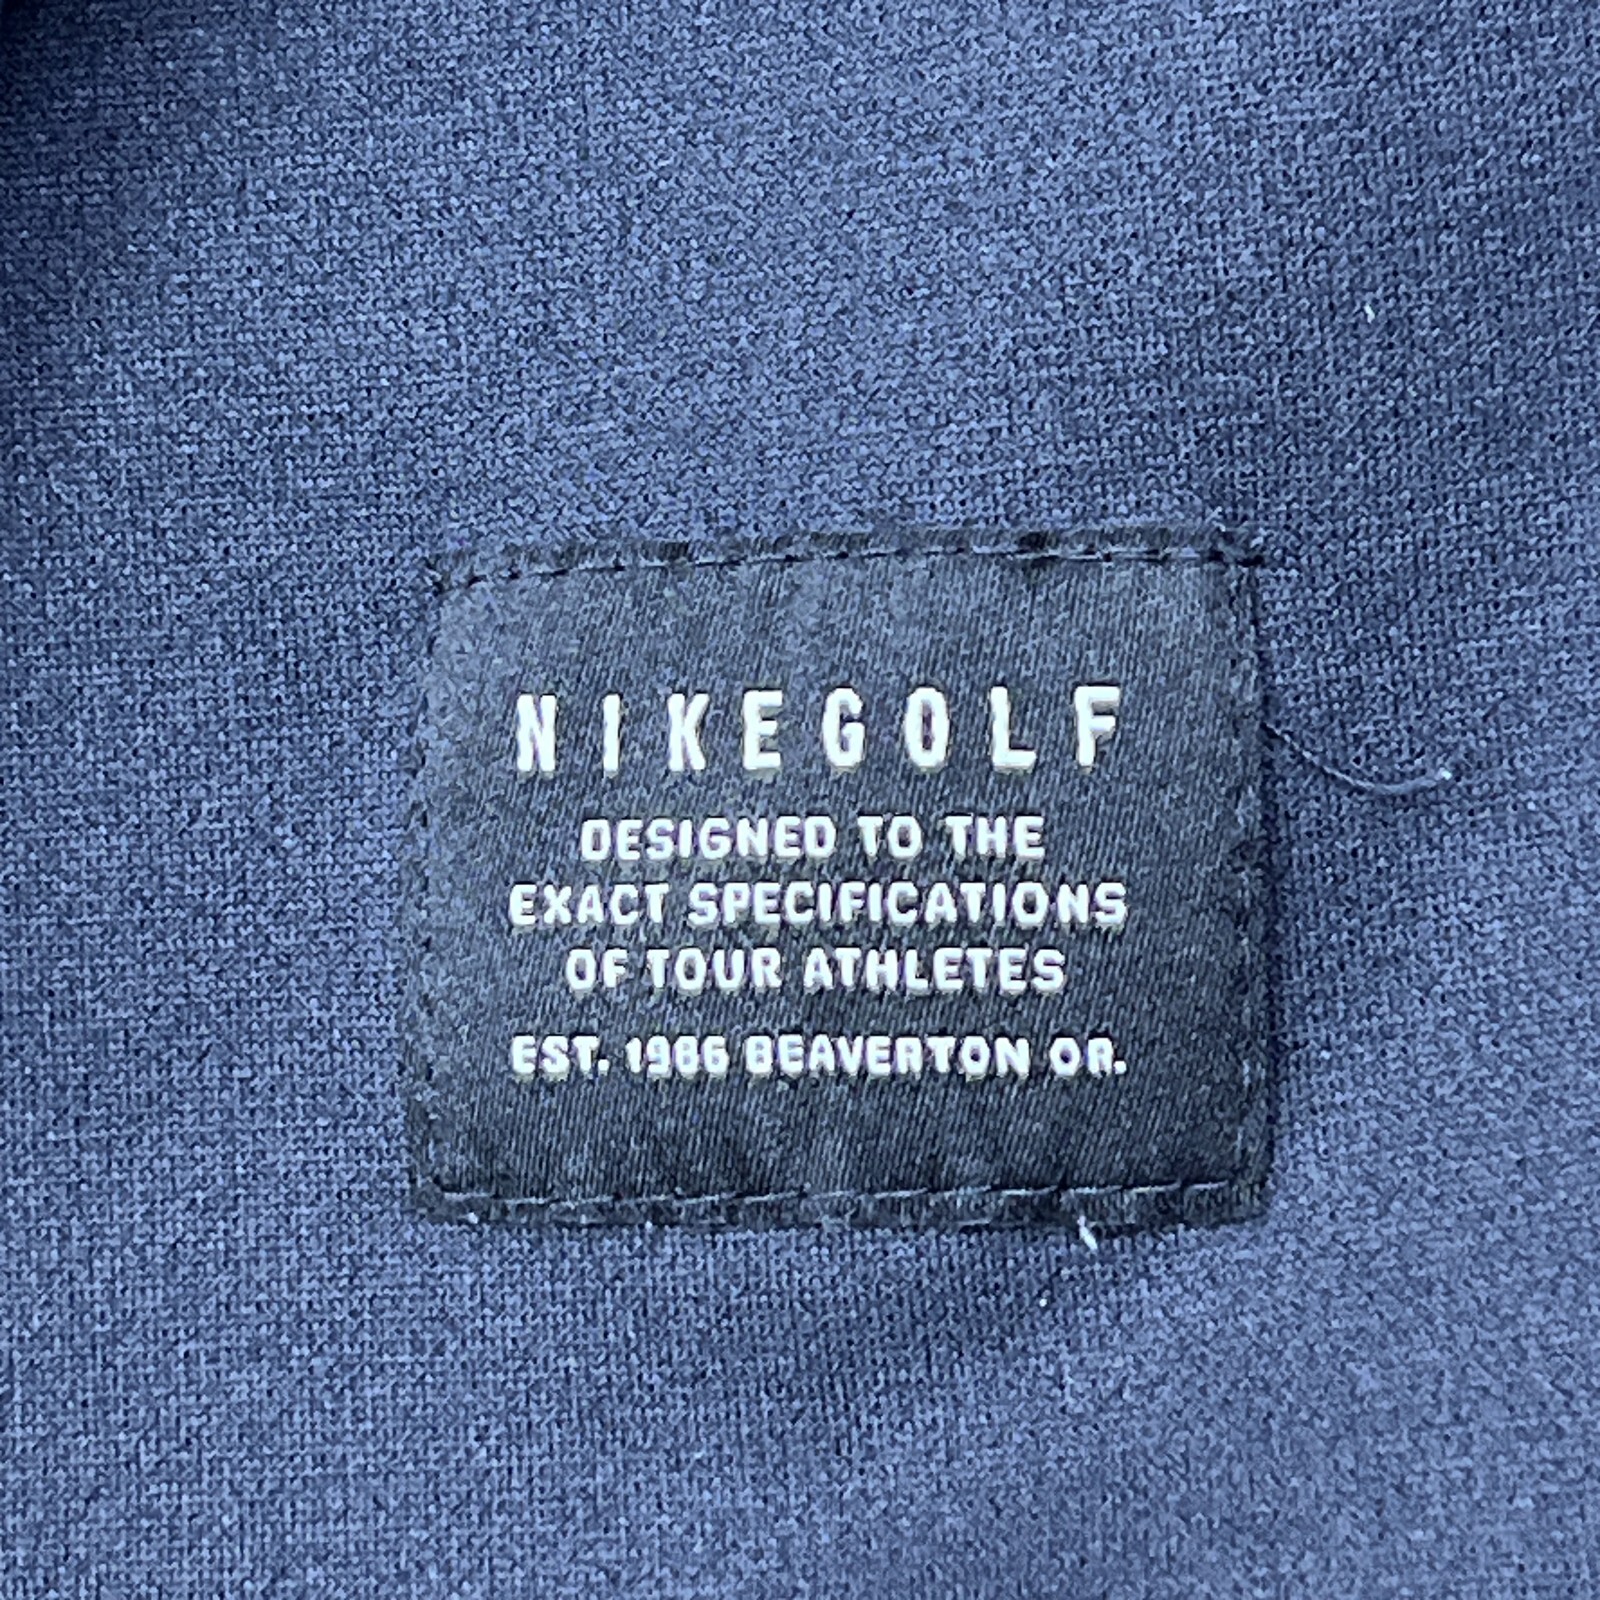 NIKEGOLF
DESIGNED TO THE
EXACT SPECIFICATIONS
OF TOUR ATHLETES
EST. 1986 BEAVERTON OR.